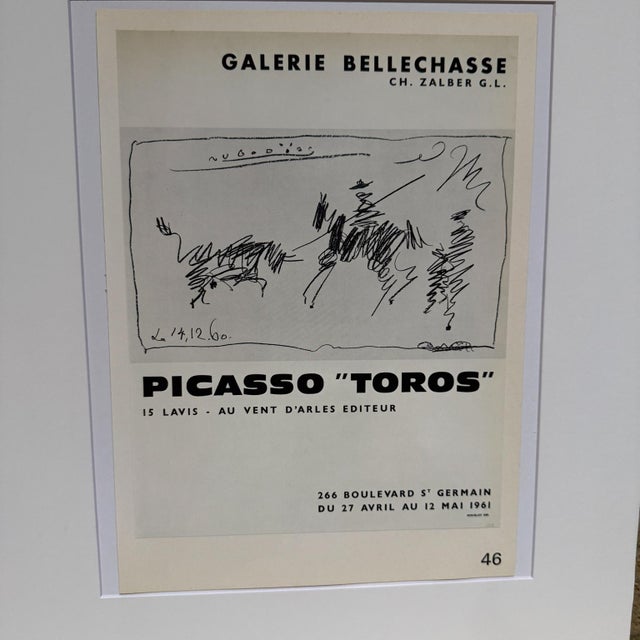 GALERIE BELLECHASSE
CH. ZALBER G.L.
Le 14.12.60.
PICASSO "TOROS"
15 LAVIS - AU VENT D'ARLES EDITEUR
266 BOULEVARD ST GERMAIN
DU 27 AVRIL AU 12 MAI 1961
46